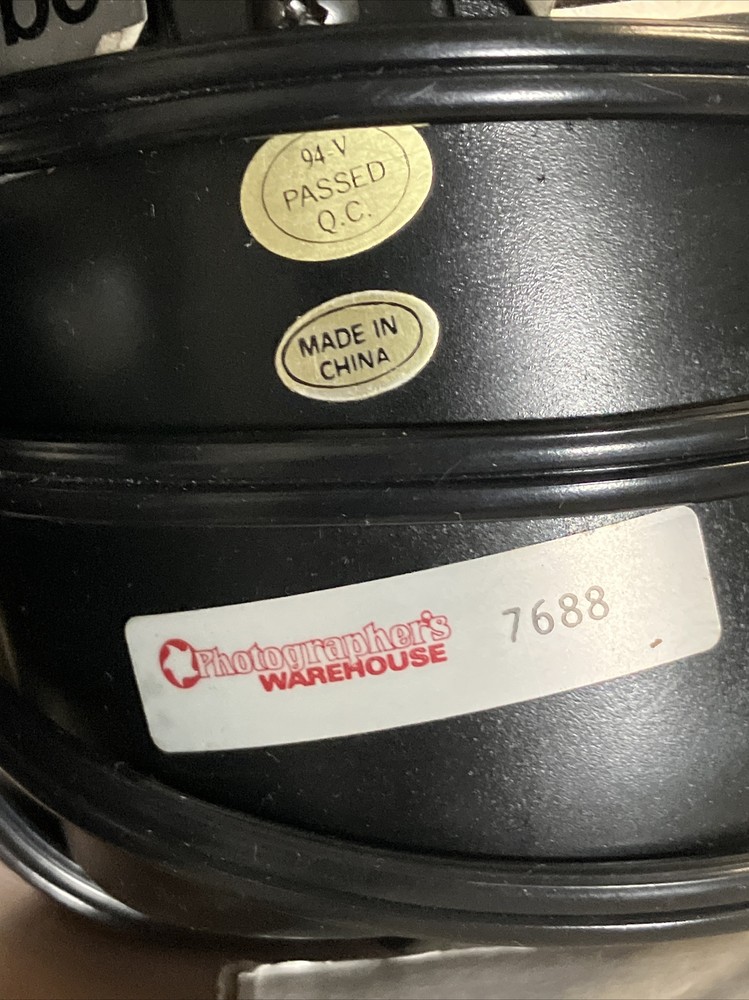 94-V
PASSED
Q.C.
MADE IN
CHINA
Photographer's
WAREHOUSE
7688